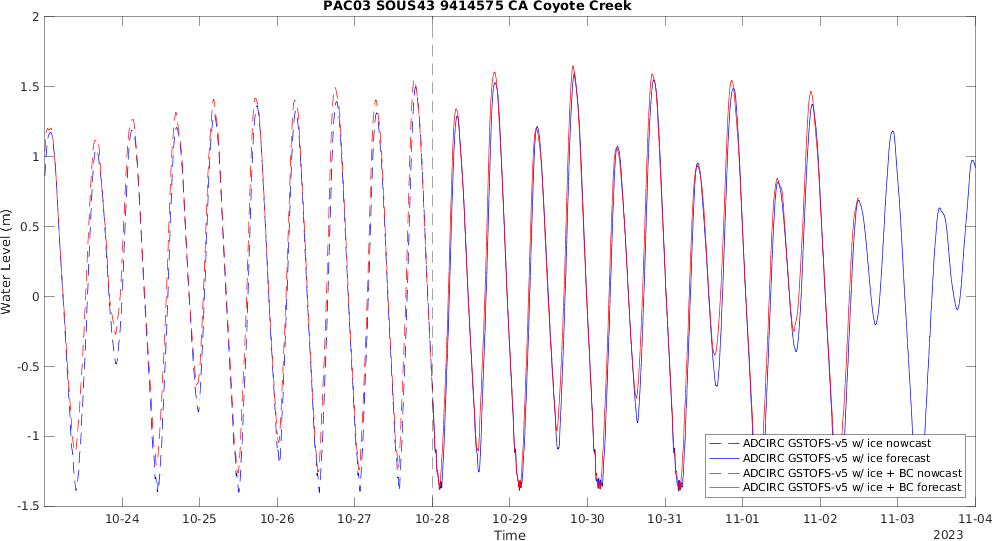 PAC03 SOUS43 9414575 CA Coyote Creek
2
1.5
1
0.5
0
-0.5
-1
-1.5
Water Level (m)
ADCIRC GSTOFS-v5 w/ ice nowcast
ADCIRC GSTOFS-v5 w/ ice forecast
ADCIRC GSTOFS-v5 w/ ice + BC nowcast
ADCIRC GSTOFS-v5 w/ ice + BC forecast
10-24 10-25 10-26 10-27 10-28 10-29 10-30 10-31 11-01 11-02 11-03 11-04
Time
2023